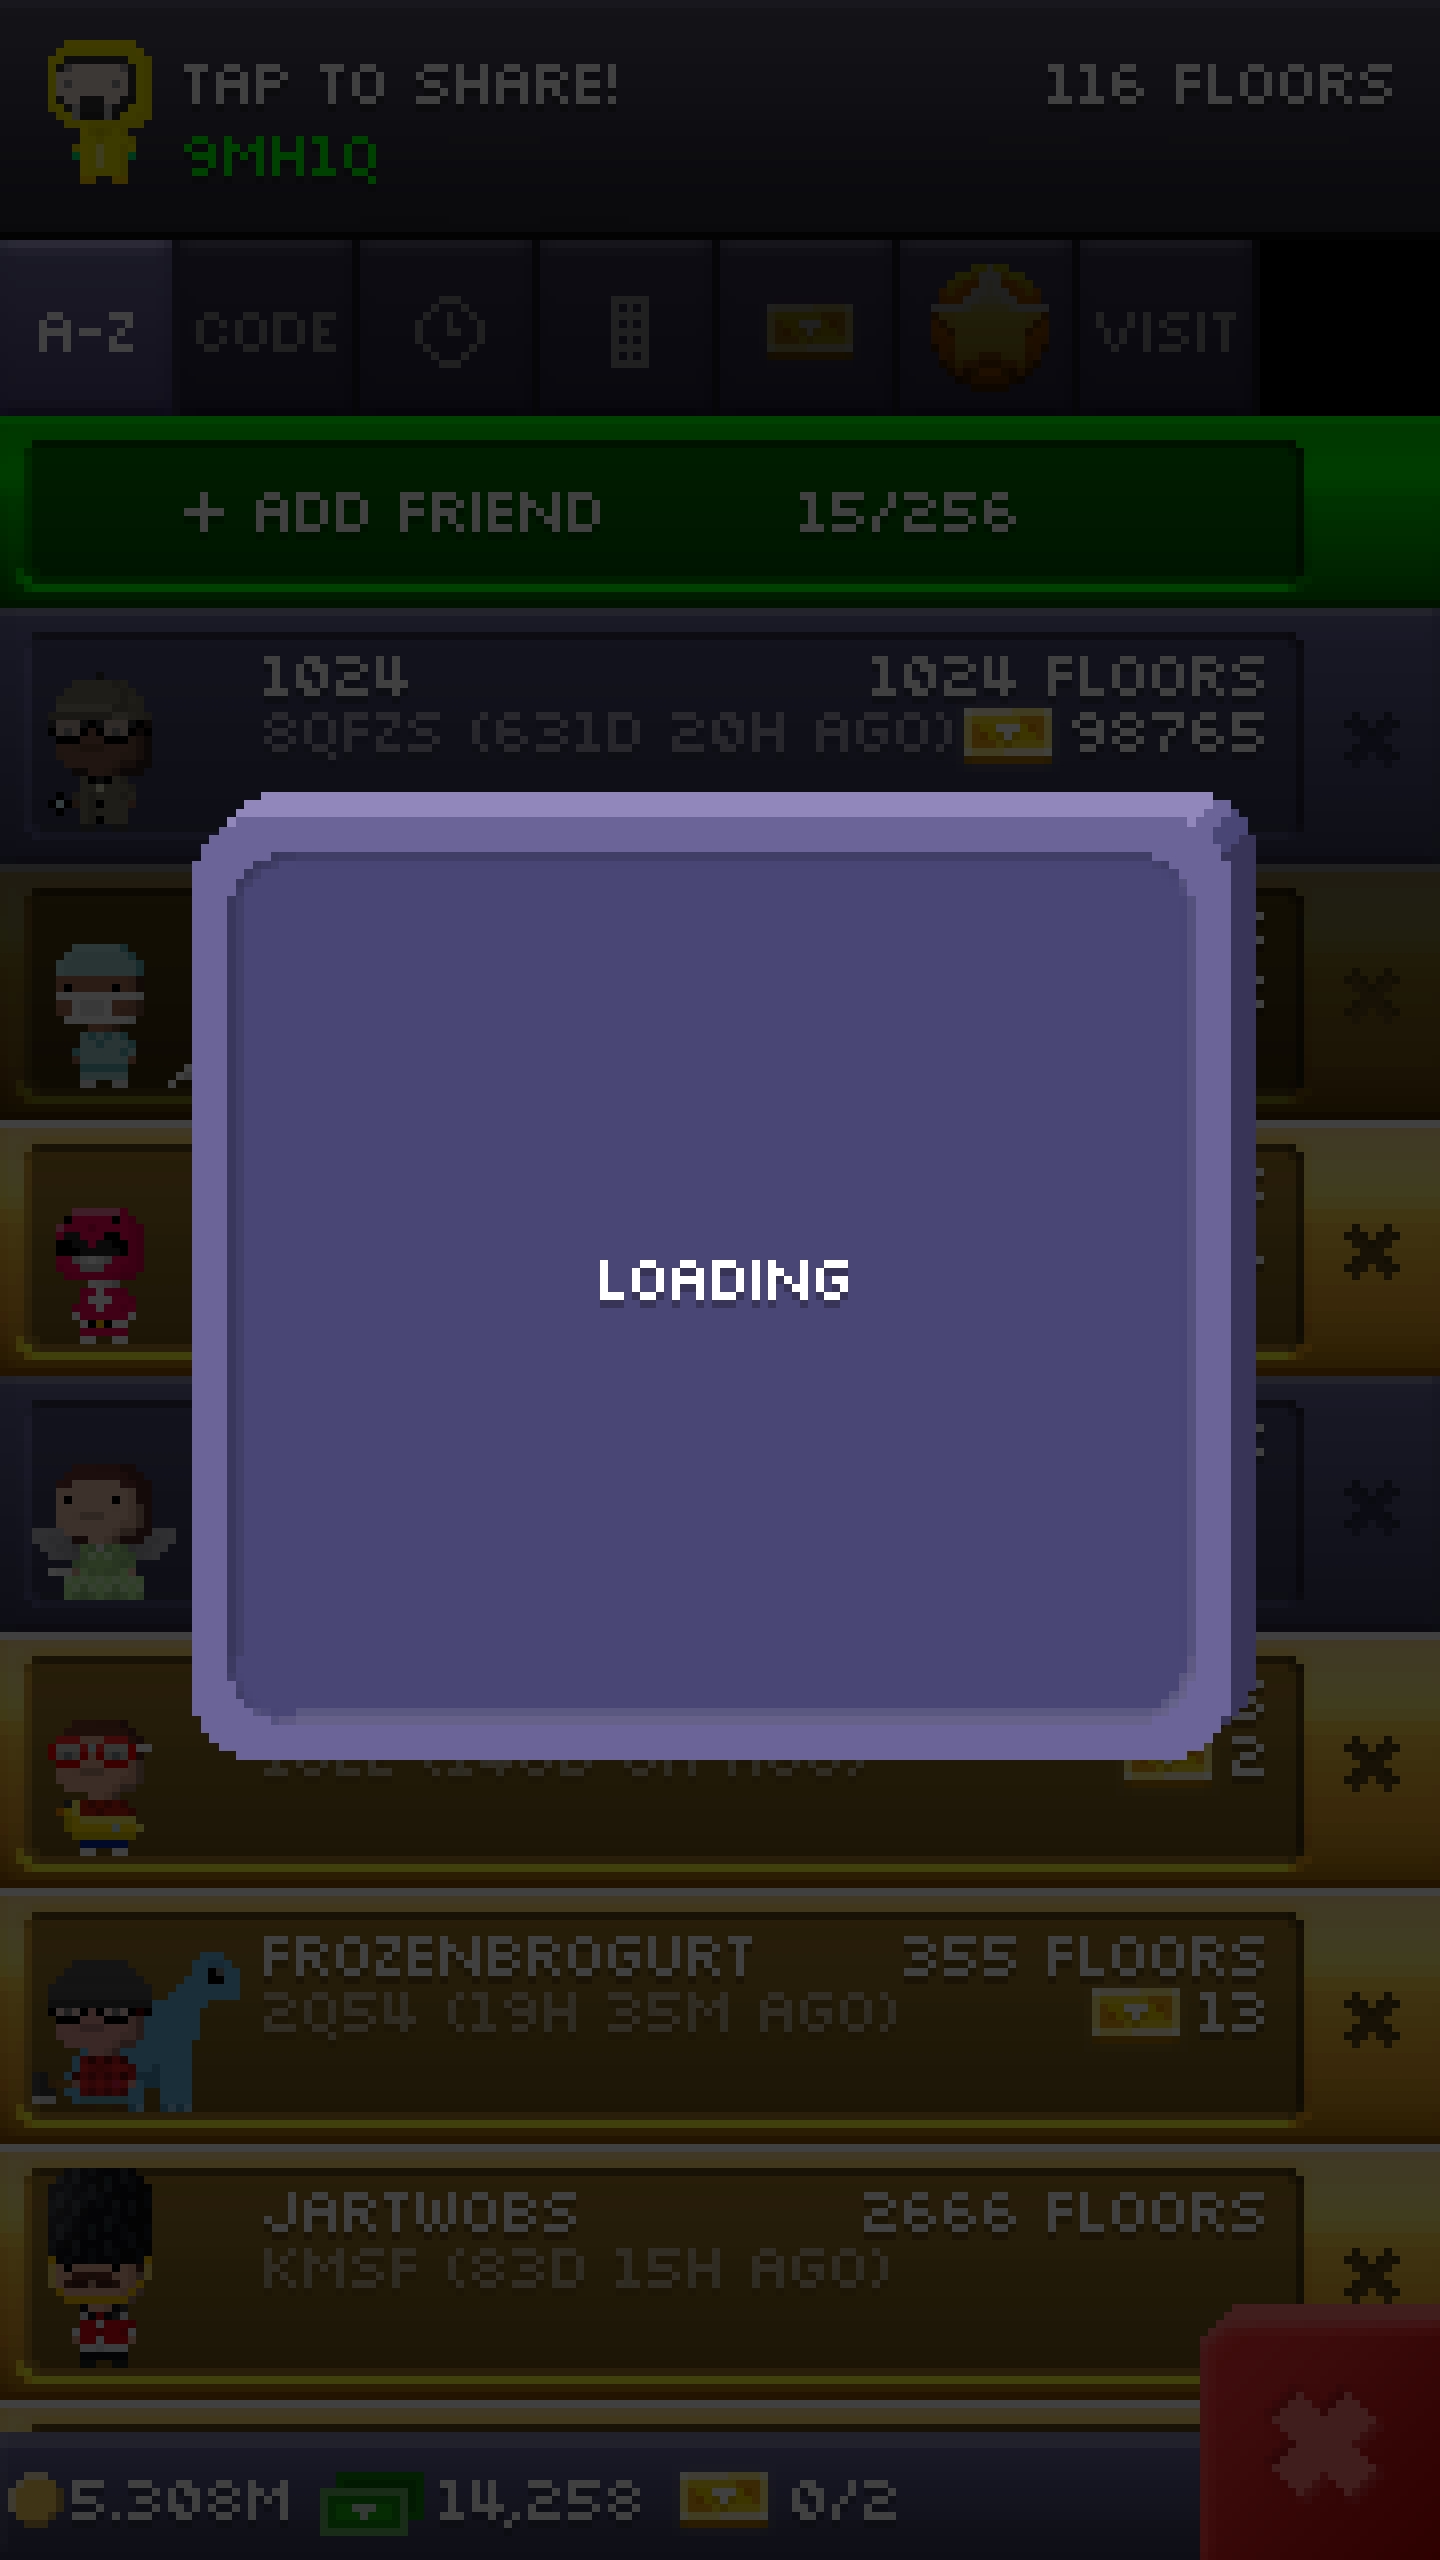 TAP TO SHARE! 116 FLOORS
9MH1Q
A-Z CODE VISIT
+ ADD FRIEND 15/256
1024 1024 FLOORS
8QFZS (631D 20H AGO) 98765
LOADING
2
FROZENBROGURT 355 FLOORS
2Q54 (19H 35M AGO) 13
JARTWOBS 2666 FLOORS
KMSF (83D 15H AGO)
5.308M 14,258 0/2